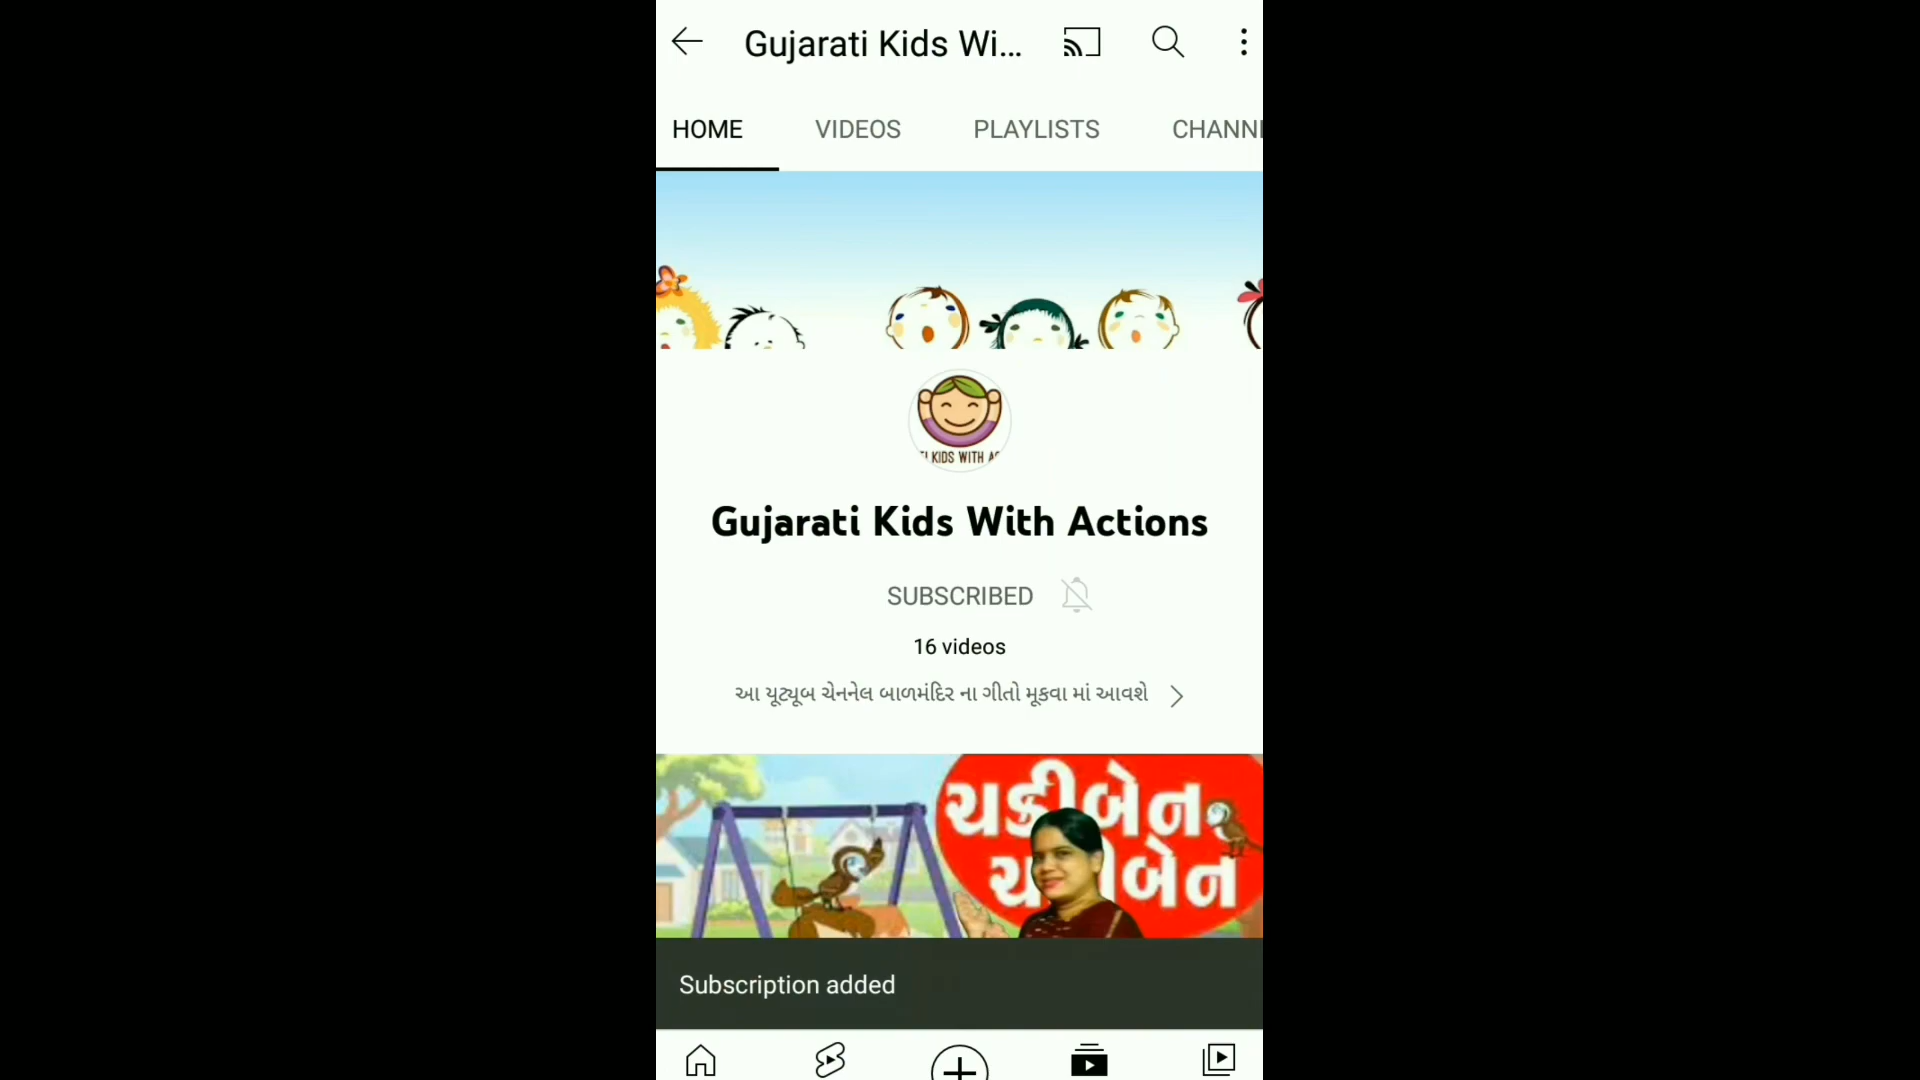 Gujarati Kids Wi...
HOME VIDEOS PLAYLISTS CHANN
KIDS WITH
Gujarati Kids With Actions
SUBSCRIBED
16 videos
આ યૂટ્યૂબ ચેનનેલ બાળમંદિર ના ગીતો મૂકવા માં આવશે
ચકીબેન
બેન
Subscription added